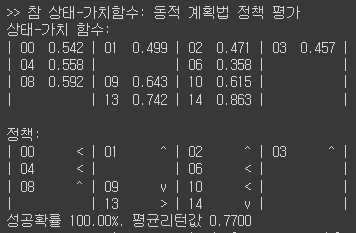 >> 참 상태-가치함수: 동적 계획법 정책 평가
상태-가치 함수:
| 00 0.542 | 01 0.499 | 02 0.471 | 03 0.457 |
| 04 0.558 | | 06 0.358 | |
| 08 0.592 | 09 0.643 | 10 0.615 | |
| | 13 0.742 | 14 0.863 | |
정책:
| 00 < | 01 ^ | 02 ^ | 03 ^ |
| 04 < | | 06 < | |
| 08 ^ | 09 v | 10 < | |
| | 13 > | 14 v | |
성공확률 100.00%. 평균리턴값 0.7700